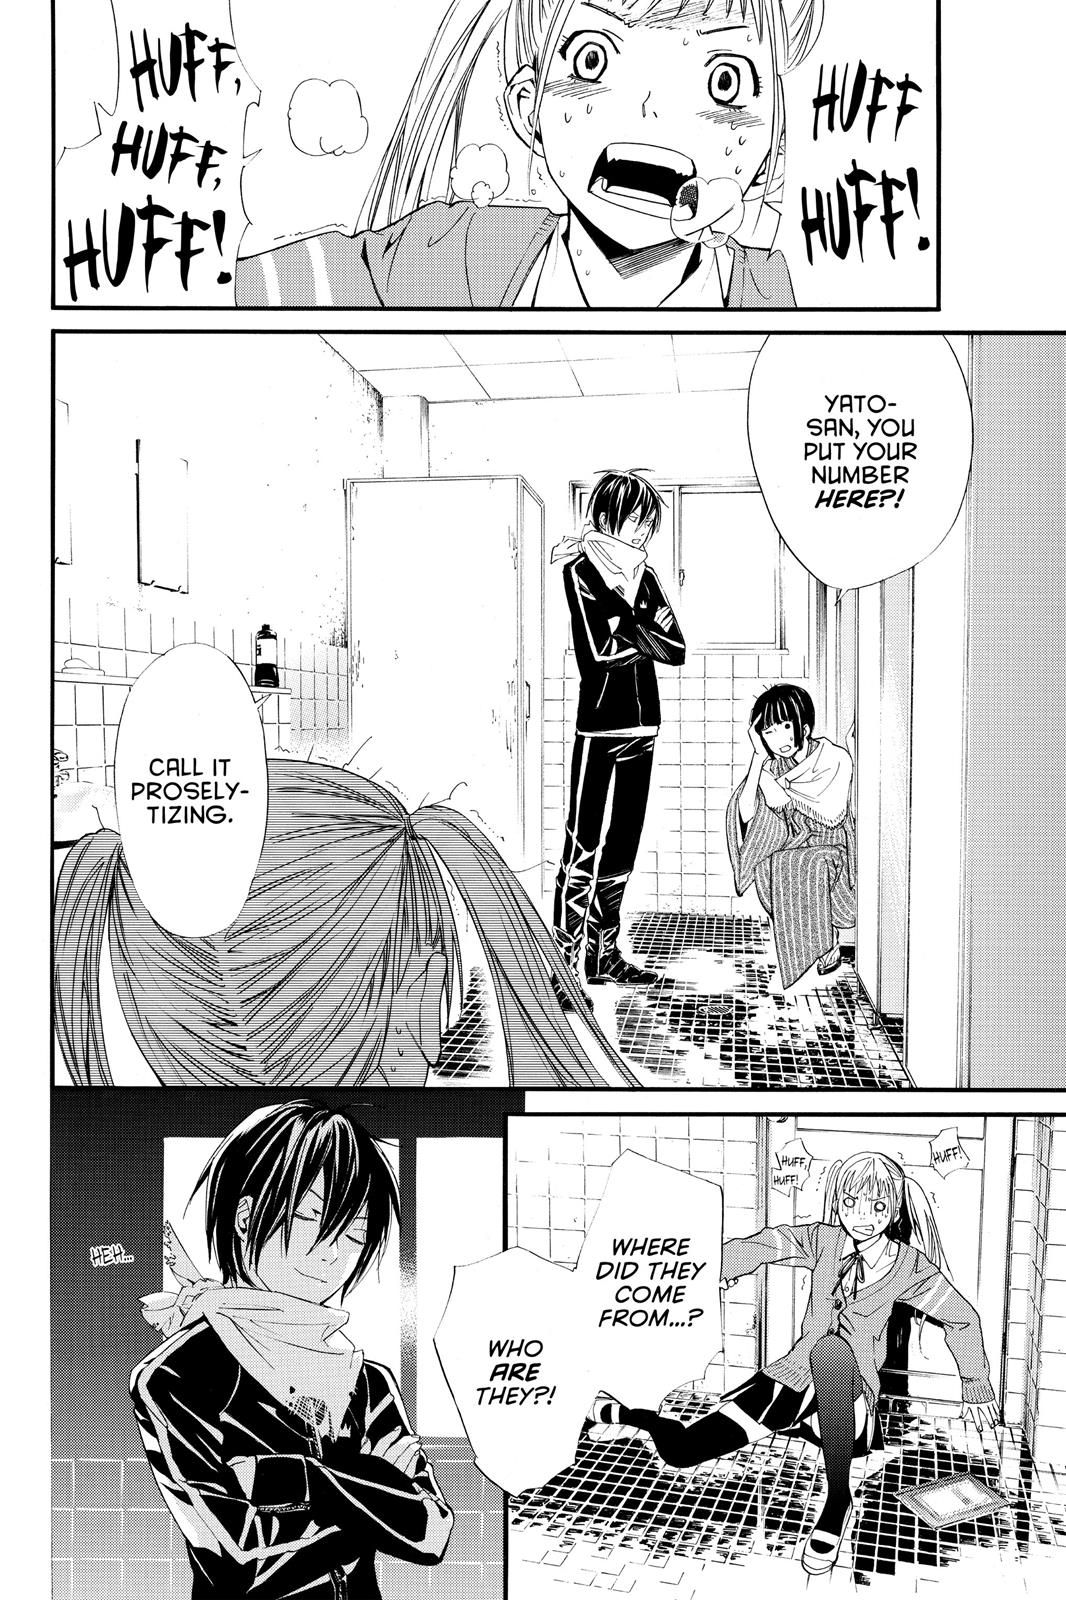 HUFF
HUFF!
HUFF,
HUFF,
HUFF!
YATO-
SAN, YOU
PUT YOUR
NUMBER
HERE?!
CALL IT
PROSELY-
TIZING.
HUFF!
HUFF,
HUFF!
WHERE
DID THEY
COME
FROM...?
WHO
ARE
THEY?!
HEH...